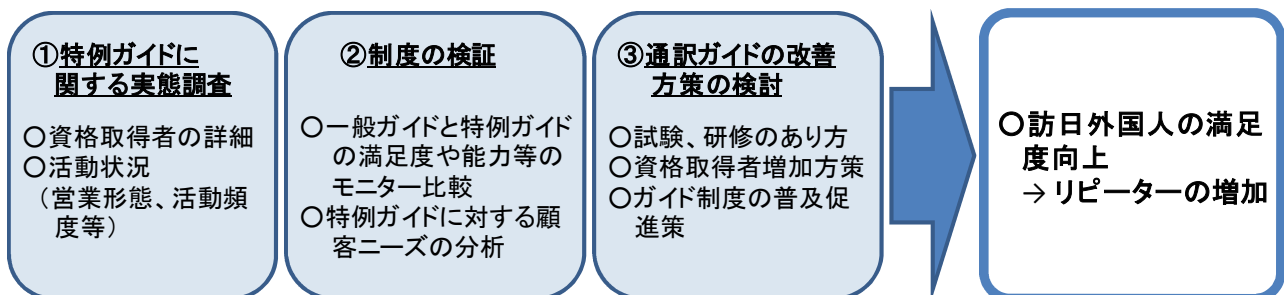 ①特例ガイドに
関する実態調査
○資格取得者の詳細
○活動状況
（営業形態、活動頻
度等）
②制度の検証
○一般ガイドと特例ガイド
の満足度や能力等の
モニター比較
○特例ガイドに対する顧
客ニーズの分析
③通訳ガイドの改善
方策の検討
○試験、研修のあり方
○資格取得者増加方策
○ガイド制度の普及促
進策
○訪日外国人の満足
度向上
→ リピーターの増加